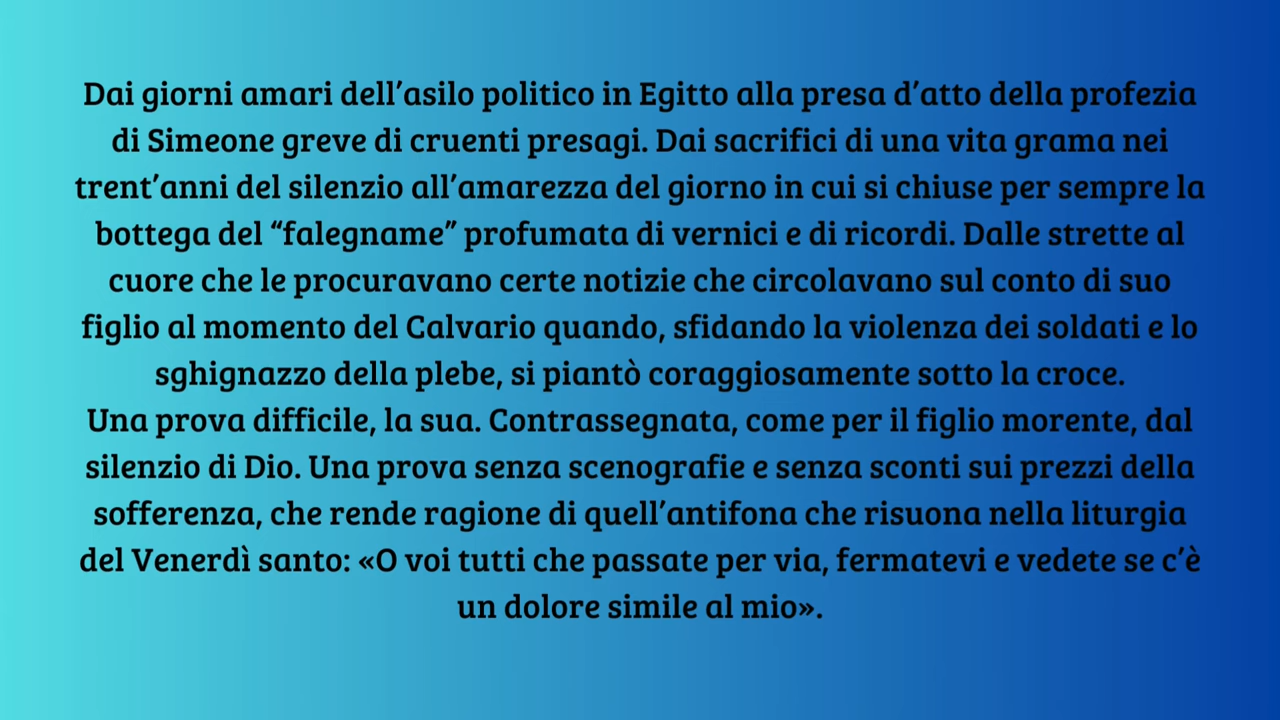 Dai giorni amari dell’asilo politico in Egitto alla presa d’atto della profezia
di Simeone greve di cruenti presagi. Dai sacrifici di una vita grama nei
trent’anni del silenzio all’amarezza del giorno in cui si chiuse per sempre la
bottega del “falegname” profumata di vernici e di ricordi. Dalle strette al
cuore che le procuravano certe notizie che circolavano sul conto di suo
figlio al momento del Calvario quando, sfidando la violenza dei soldati e lo
sghignazzo della plebe, si piantò coraggiosamente sotto la croce.
Una prova difficile, la sua. Contrassegnata, come per il figlio morente, dal
silenzio di Dio. Una prova senza scenografie e senza sconti sui prezzi della
sofferenza, che rende ragione di quell’antifona che risuona nella liturgia
del Venerdì santo: «O voi tutti che passate per via, fermatevi e vedete se c’è
un dolore simile al mio».